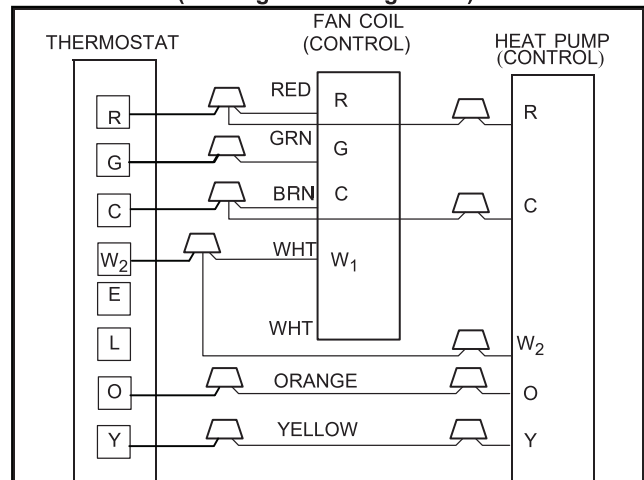 FAN COIL
(CONTROL)
THERMOSTAT
HEAT PUMP
(CONTROL)
R
RED
R
R
G
GRN
G
C
BRN
C
C
W2
WHT
W1
E
L
WHT
W2
O
ORANGE
O
Y
YELLOW
Y